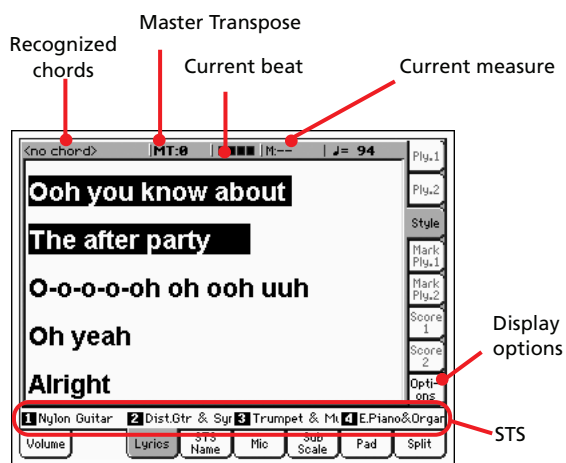 Master Transpose
Recognized
chords
Current beat
Current measure
<no chord>
MT:0
M:--
♩= 94
Ply.1
Ooh you know about
Ply.2
The after party
Style
Mark
Ply.1
O-o-o-o-oh oh ooh uuh
Mark
Ply.2
Score
1
Oh yeah
Score
2
Display
options
Alright
Opti-
ons
1 Nylon Guitar
2 Dist.Gtr & Syr
3 Trumpet & Mu
4 E.Piano&Organ
STS
Volume
Lyrics
STS
Name
Mic
Sub
Scale
Pad
Split